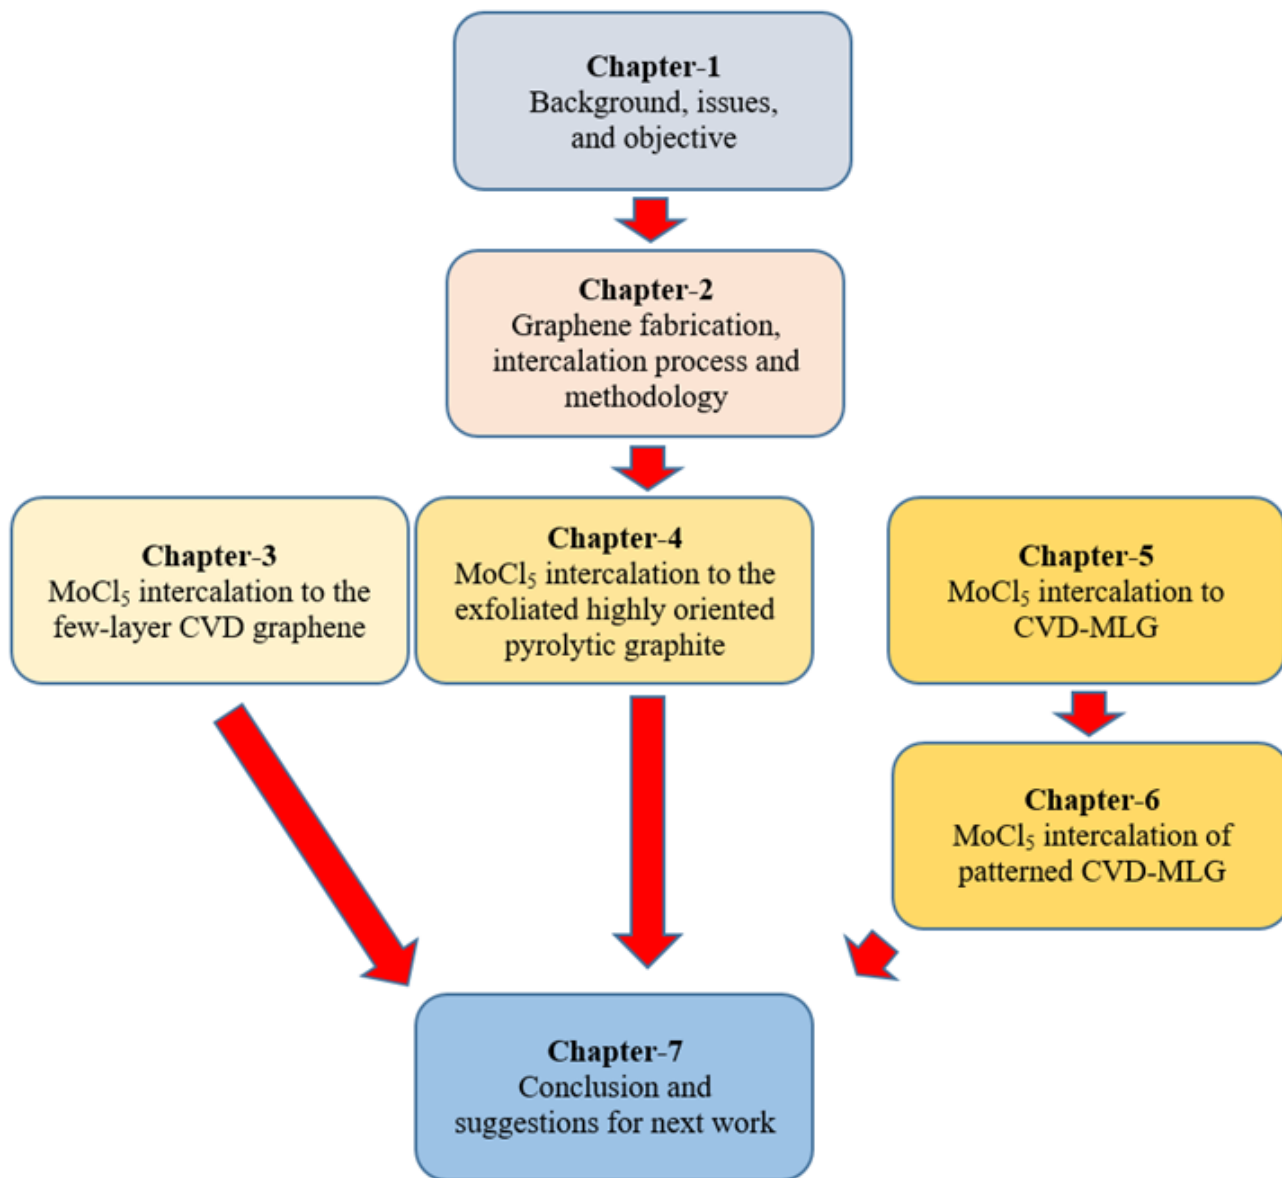 Chapter-1
Background, issues,
and objective
Chapter-2
Graphene fabrication,
intercalation process and
methodology
Chapter-3
MoCl₅ intercalation to the
few-layer CVD graphene
Chapter-4
MoCl₅ intercalation to the
exfoliated highly oriented
pyrolytic graphite
Chapter-5
MoCl₅ intercalation to
CVD-MLG
Chapter-6
MoCl₅ intercalation of
patterned CVD-MLG
Chapter-7
Conclusion and
suggestions for next work